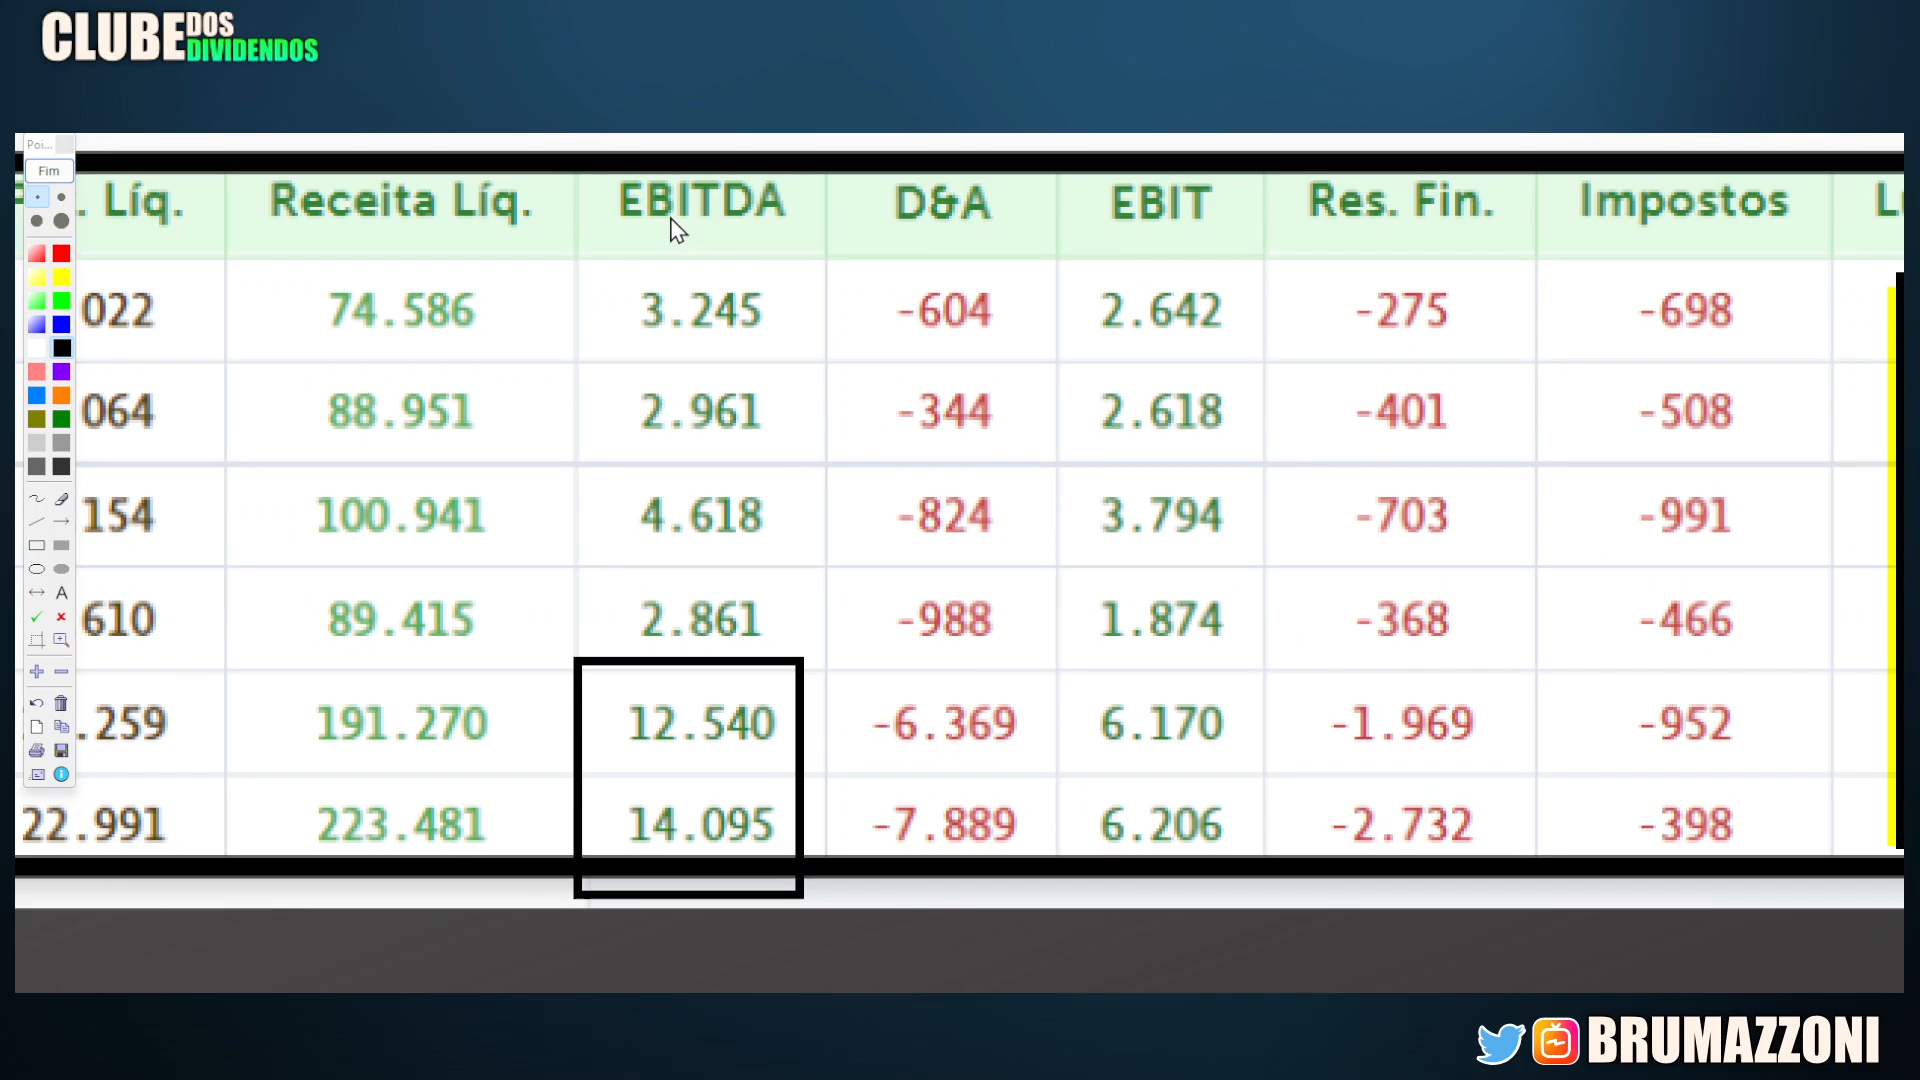 CLUBE DOS DIVIDENDOS
Poi...
Fim
. Líq. Receita Líq. EBITDA D&A EBIT Res. Fin. Impostos
022 74.586 3.245 -604 2.642 -275 -698
064 88.951 2.961 -344 2.618 -401 -508
154 100.941 4.618 -824 3.794 -703 -991
610 89.415 2.861 -988 1.874 -368 -466
.259 191.270 12.540 -6.369 6.170 -1.969 -952
22.991 223.481 14.095 -7.889 6.206 -2.732 -398
BRUMAZZONI